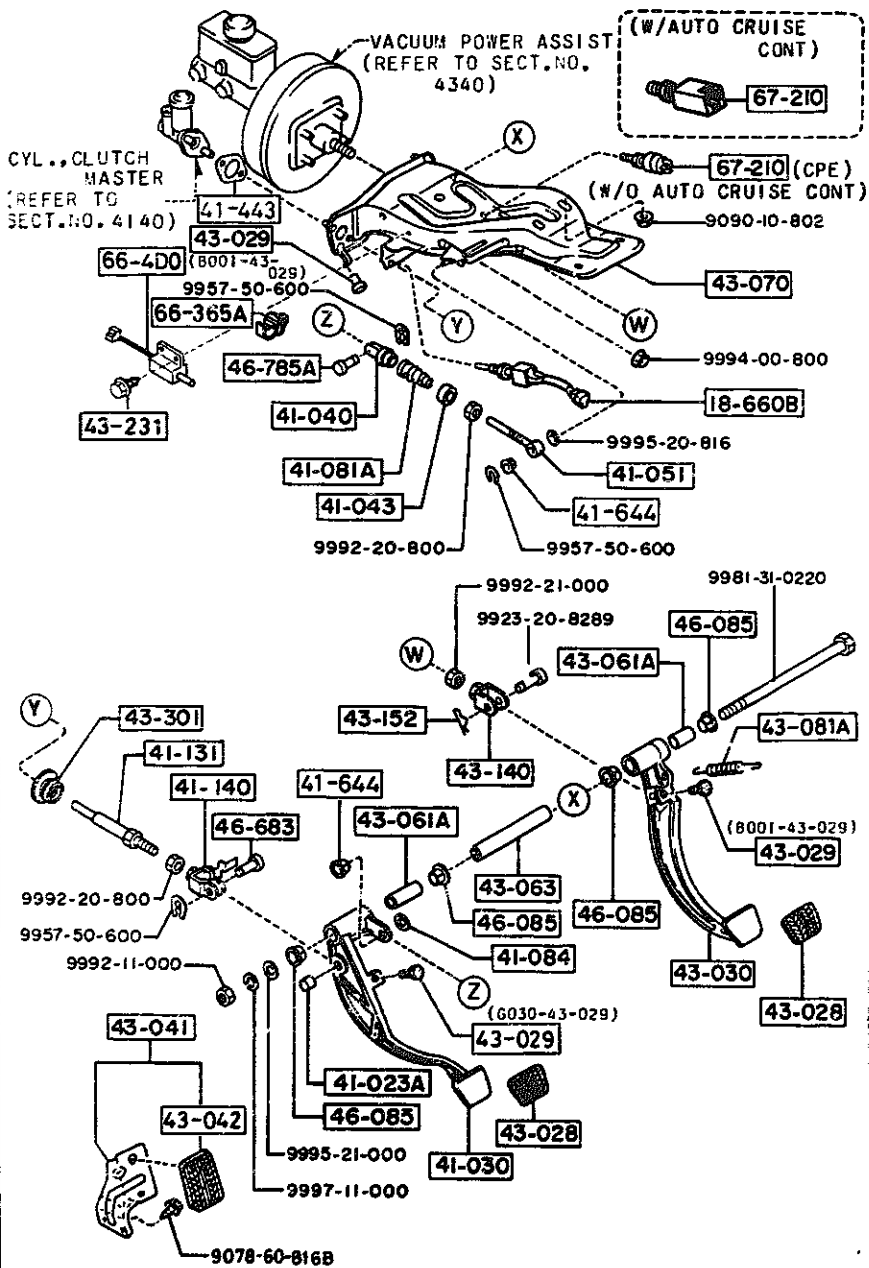 (W/AUTO CRUISE
CONT)
67-210
VACUUM POWER ASSIST
(REFER TO SECT.NO.
4340)
X
CYL., CLUTCH
MASTER
(REFER TO
SECT.NO. 4140)
41-443
67-210 (CPE)
(W/O AUTO CRUISE CONT)
9090-10-802
43-029
(B001-43-
029)
66-4D0
9957-50-600
43-070
66-365A
Z
Y
W
46-785A
9994-00-800
41-040
18-660B
43-231
9995-20-816
41-081A
41-051
41-043
41-644
9992-20-800
9957-50-600
9992-21-000
9981-31-0220
9923-20-8289
46-085
W
43-061A
Y
43-301
43-152
43-081A
41-131
43-140
41-140
41-644
X
46-683
43-061A
(B001-43-029)
43-029
9992-20-800
43-063
46-085
46-085
9957-50-600
41-084
43-030
9992-11-000
Z
43-028
(G030-43-029)
43-029
43-041
41-023A
43-042
46-085
43-028
9995-21-000
41-030
9997-11-000
9078-60-816B